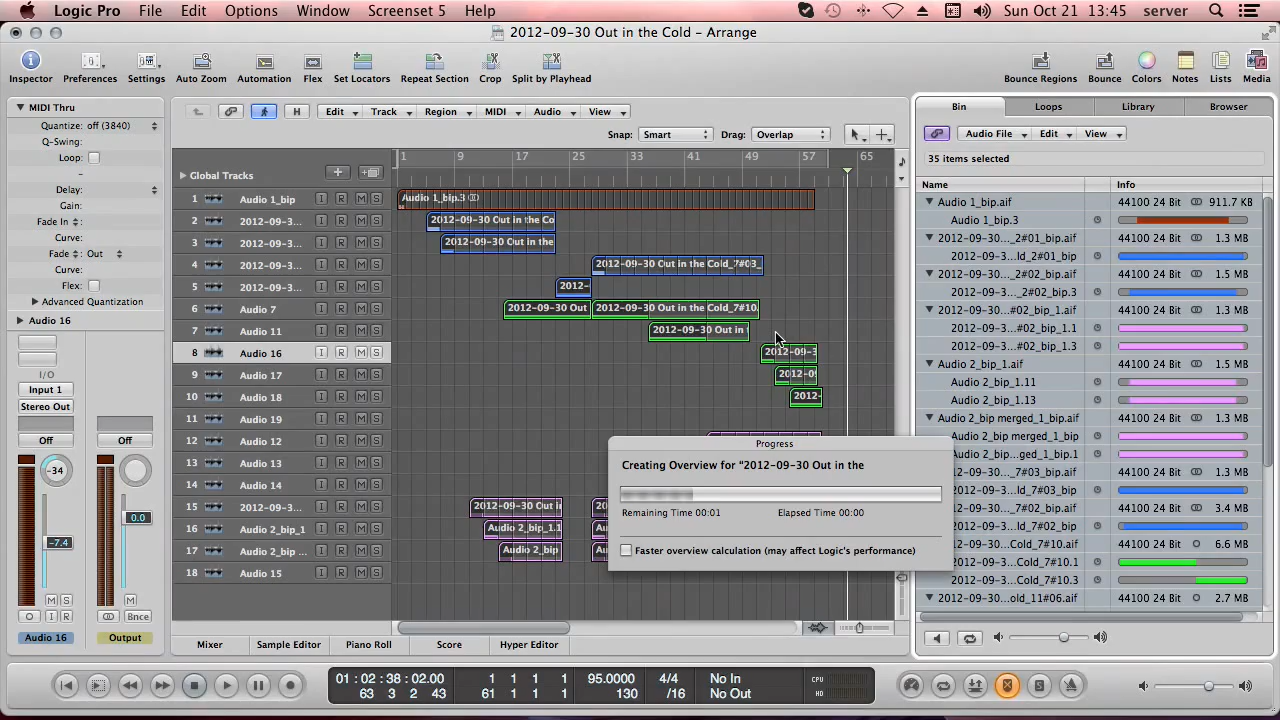 Logic Pro File Edit Options Window Screenset 5 Help Sun Oct 21 13:45 server
2012-09-30 Out in the Cold - Arrange
Inspector Preferences Settings Auto Zoom Automation Flex Set Locators Repeat Section Crop Split by Playhead Bounce Regions Bounce Colors Notes Lists Media
MIDI Thru
Quantize: off (3840)
Q-Swing:
Loop:
Delay:
Gain:
Fade In:
Curve:
Fade: Out
Curve:
Flex:
Advanced Quantization
Audio 16
I/O
Input 1
Stereo Out
Off Off
-34
0.0
-7.4
M S M
O I R Bnce
Audio 16 Output
H Edit Track Region MIDI Audio View
Snap: Smart Drag: Overlap
1 9 17 25 33 41 49 57 65
Global Tracks
1 Audio 1_bip I R M S Audio 1_bip.3
2 2012-09-3... I R M S 2012-09-30 Out in the Co
3 2012-09-3... I R M S 2012-09-30 Out in the
4 2012-09-3... I R M S 2012-09-30 Out in the Cold_7#03_
5 2012-09-3... I R M S 2012-
6 Audio 7 I R M S 2012-09-30 Out 2012-09-30 Out in the Cold_7#10.
7 Audio 11 I R M S 2012-09-30 Out in t
8 Audio 16 I R M S 2012-09-3
9 Audio 17 I R M S 2012-09
10 Audio 18 I R M S 2012-
11 Audio 19 I R M S
12 Audio 12 I R M S
13 Audio 13 I R M S
14 Audio 14 I R M S
15 2012-09-3... I R M S 2012-09-30 Out i 2012
16 Audio 2_bip_1 I R M S Audio 2_bip_1.1 Au
17 Audio 2_bip ... I R M S Audio 2_bip Au
18 Audio 15 I R M S
Progress
Creating Overview for "2012-09-30 Out in the
Remaining Time 00:01 Elapsed Time 00:00
Faster overview calculation (may affect Logic's performance)
Bin Loops Library Browser
Audio File Edit View
35 items selected
Name Info
Audio 1_bip.aif 44100 24 Bit 911.7 KB
Audio 1_bip.3
2012-09-30..._2#01_bip.aif 44100 24 Bit 1.1 MB
2012-09-3..._2#01_bip
2012-09-30..._2#02_bip.aif 44100 24 Bit 1.5 MB
2012-09-3..._2#02_bip.3
2012-09-30...#02_bip_1.aif 44100 24 Bit 1.1 MB
2012-09-3...#02_bip_1.1
2012-09-3...#02_bip_1.3
Audio 2_bip_1.aif 44100 24 Bit 1.1 MB
Audio 2_bip_1.11
Audio 2_bip_1.13
Audio 2_bip merged_1_bip.aif 44100 24 Bit 1.1 MB
Audio 2_bip merged_1_bip
Audio 2_bip...ged_1_bip.1
2012-09-30..._7#03_bip.aif 44100 24 Bit 1.3 MB
ld_7#03_bip
_7#02_bip.aif 44100 24 Bit 3.4 MB
ld_7#02_bip
Cold_7#10.aif 44100 24 Bit 6.6 MB
...Cold_7#10.1
2012-09-3...Cold_7#10.3
2012-09-30...old_11#06.aif 44100 24 Bit 2.7 MB
Mixer Sample Editor Piano Roll Score Hyper Editor
01:02:38:02.00 1 1 1 1 95.0000 4/4 No In CPU
63 3 2 43 61 1 1 1 130 /16 No Out HD
S